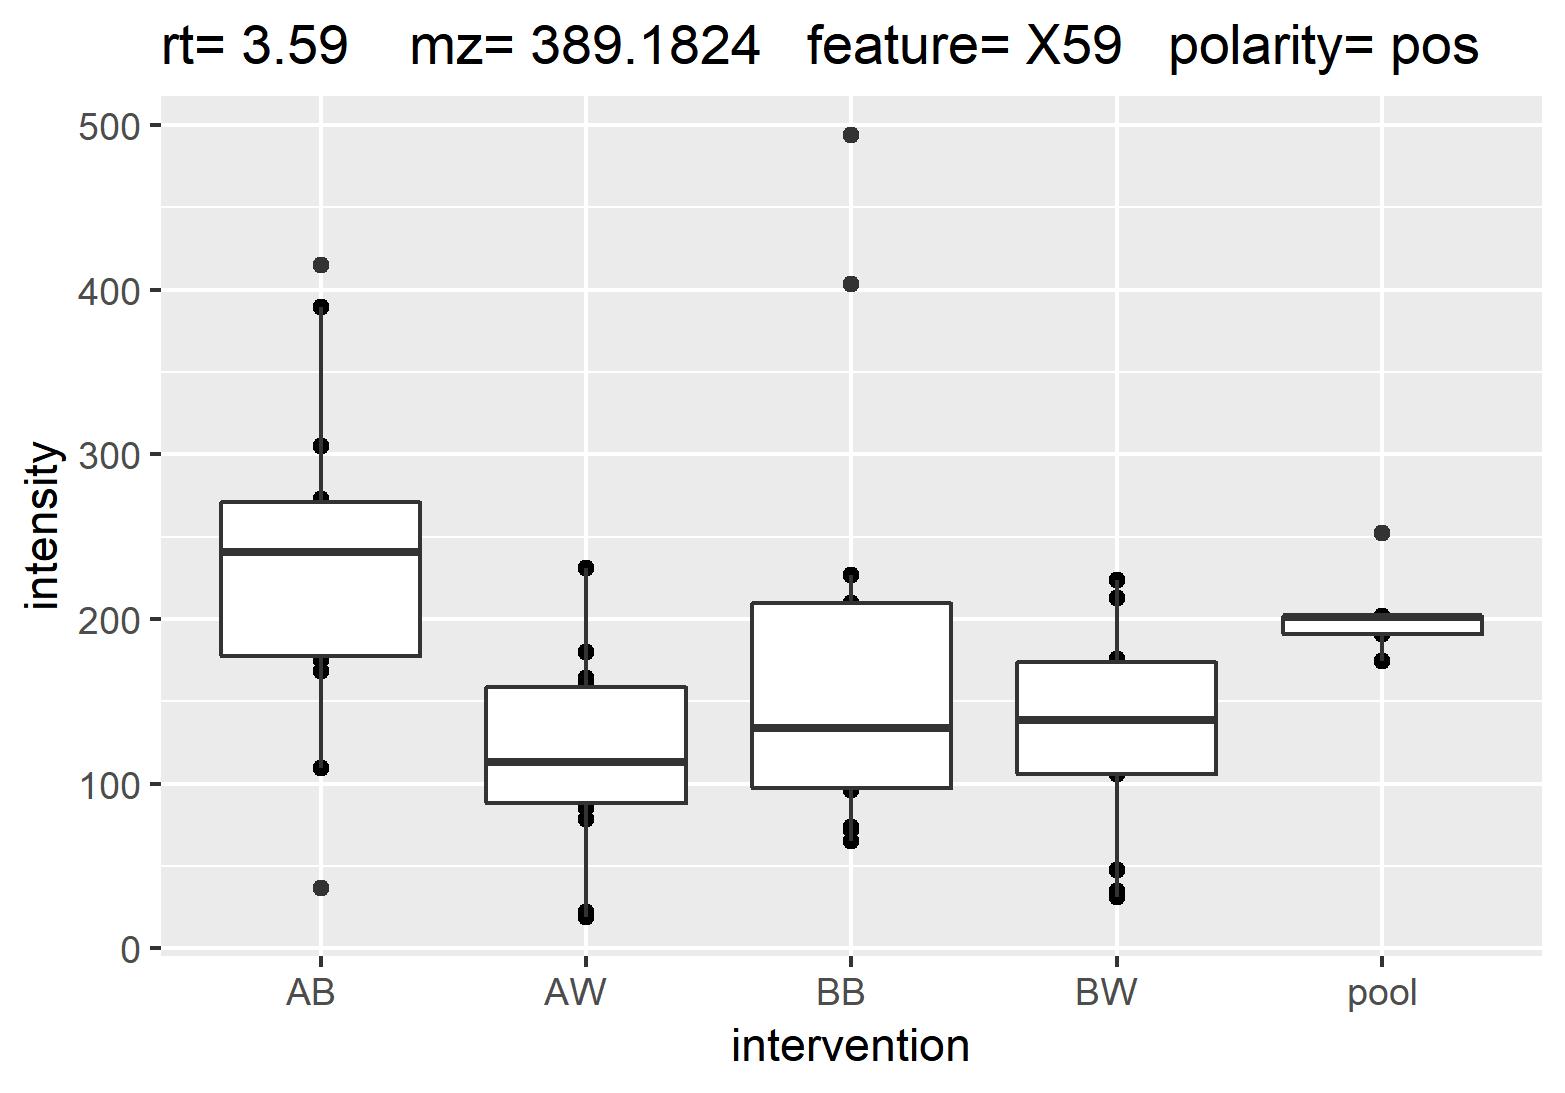 rt= 3.59 mz= 389.1824 feature= X59 polarity= pos
500
400
300
200
100
0
intensity
AB AW BB BW pool
intervention